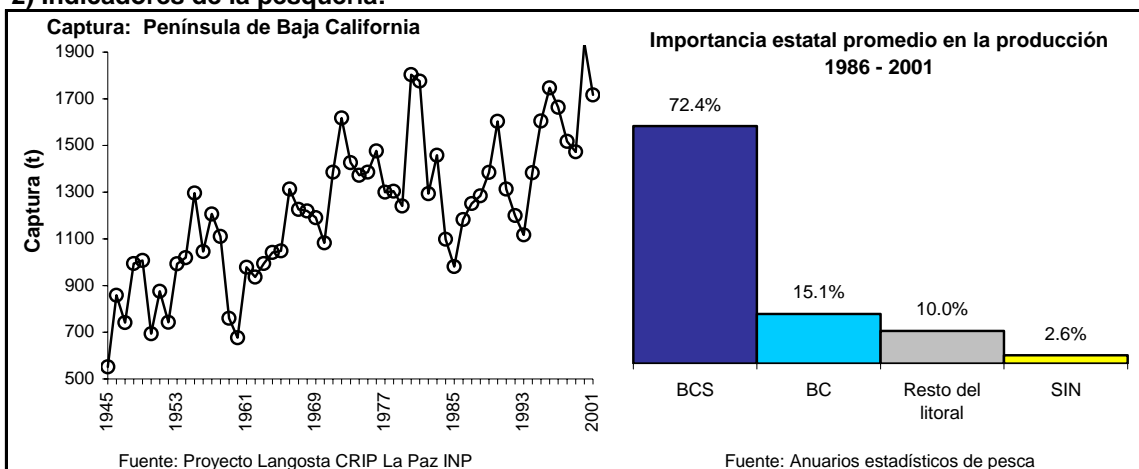 2) Indicadores de la pesquería:
Captura: Península de Baja California
1900
1700
1500
1300
1100
900
700
500
Captura (t)
1945
1953
1961
1969
1977
1985
1993
2001
Fuente: Proyecto Langosta CRIP La Paz INP
Importancia estatal promedio en la producción
1986 - 2001
72.4%
15.1%
10.0%
2.6%
BCS
BC
Resto del
litoral
SIN
Fuente: Anuarios estadísticos de pesca